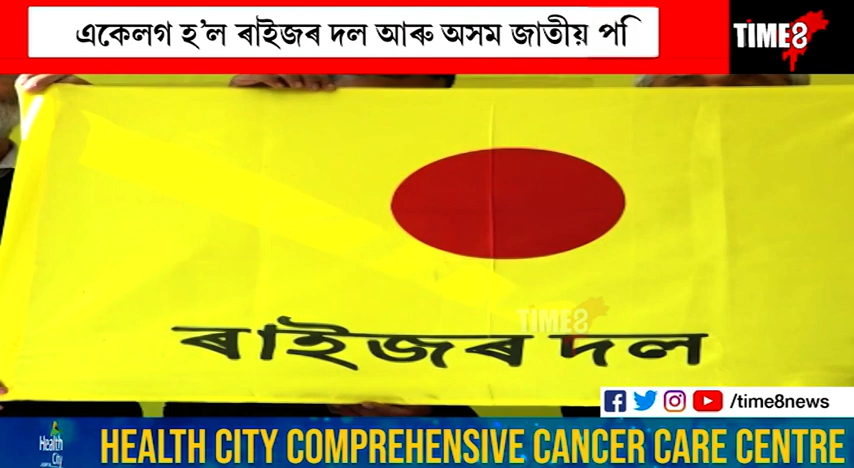 একেলগ হ'ল ৰাইজৰ দল আৰু অসম জাতীয় পৰি
TIME8
TIME8
ৰাইজৰ দল
/time8news
Health City
HEALTH CITY COMPREHENSIVE CANCER CARE CENTRE